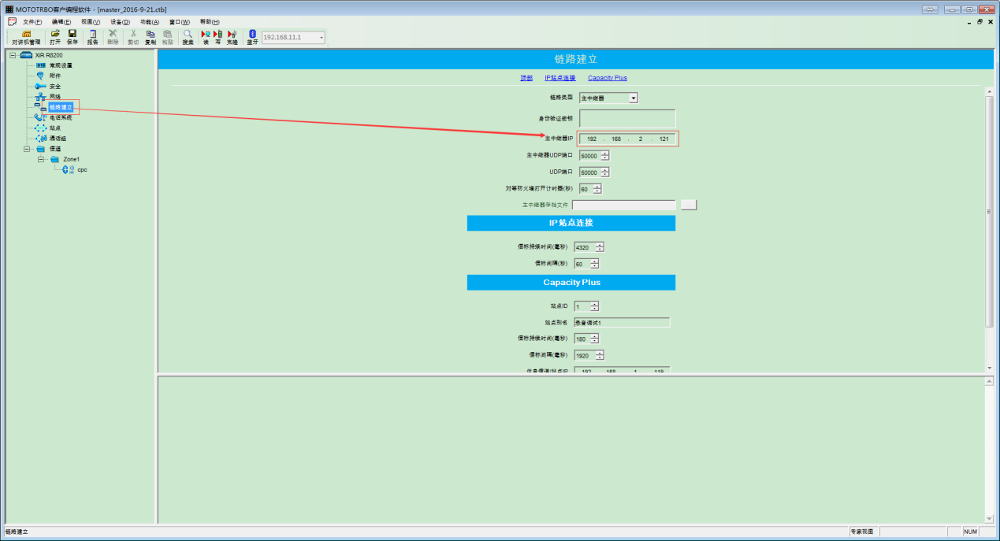 MOTOTRBO客户编程软件 - [master_2016-9-21.ctb]
文件(F) 编辑(E) 视图(V) 设备(D) 功能(A) 窗口(W) 帮助(H)
对讲机管理 打开 保存 报告 删除 剪切 复制 粘贴 搜索 读 写 克隆 蓝牙 192.168.11.1
XiR R8200
常规设置
附件
安全
网络
链路建立
电话系统
站点
通话组
信道
Zone1
cpc
链路建立
顶部 IP站点连接 Capacity Plus
链路类型 主中继器
身份验证密钥
主中继器IP 192 . 168 . 2 . 121
主中继器UDP端口 50000
UDP端口 50000
对等防火墙打开计时器(秒) 60
主中继器存档文件 ...
IP 站点连接
信标持续时间(毫秒) 4320
信标间隔(秒) 60
Capacity Plus
站点ID 1
站点别名 录音调试1
信标持续时间(毫秒) 180
信标间隔(毫秒) 1920
192 168 1 119
链路建立 专家视图 NUM